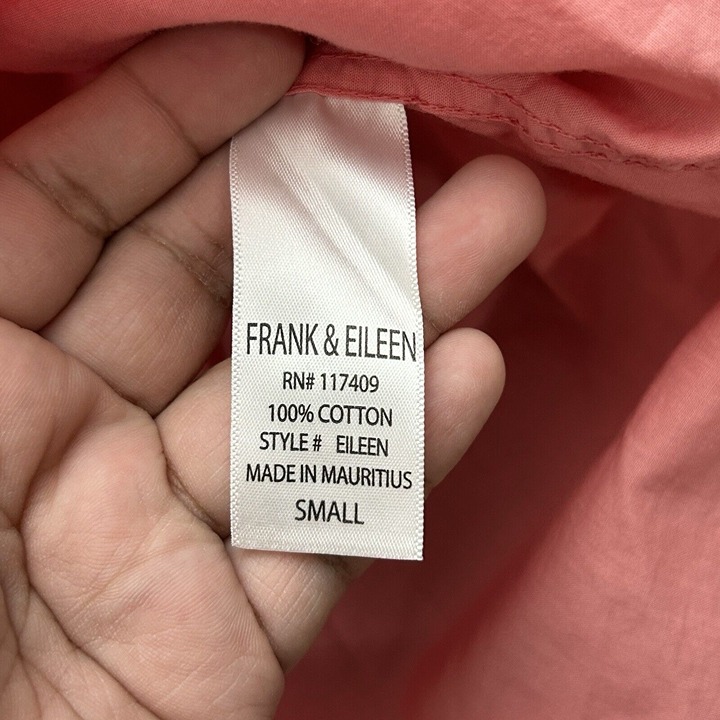 FRANK & EILEEN
RN# 117409
100% COTTON
STYLE # EILEEN
MADE IN MAURITIUS
SMALL